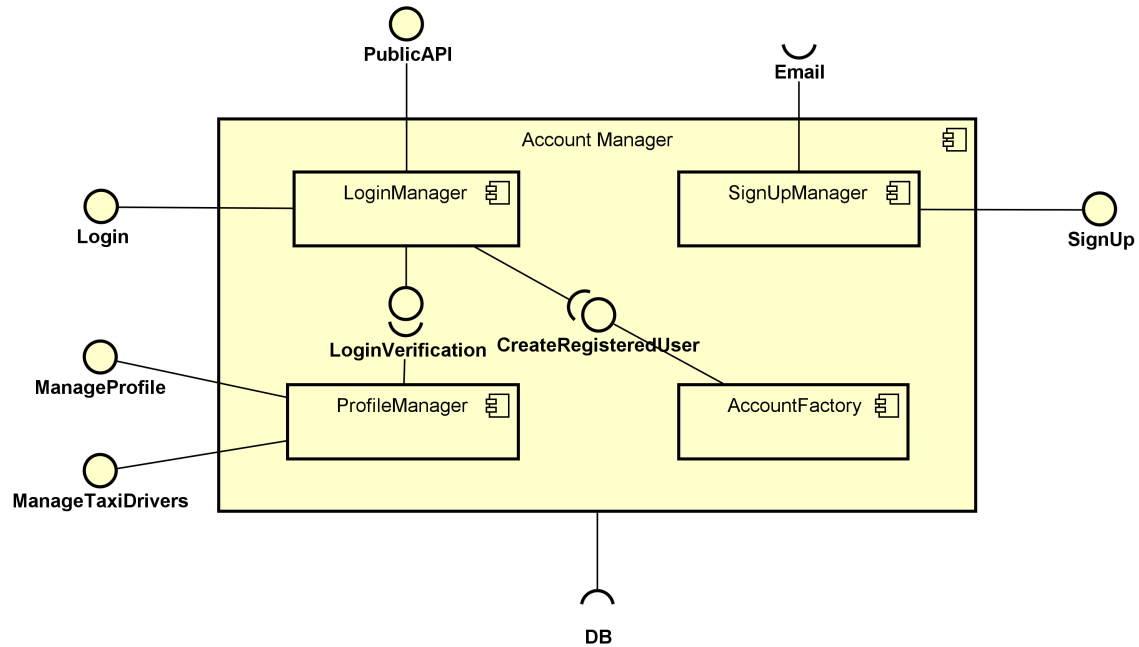 PublicAPI
Email
Account Manager
LoginManager
SignUpManager
Login
SignUp
LoginVerification
CreateRegisteredUser
ManageProfile
ProfileManager
AccountFactory
ManageTaxiDrivers
DB